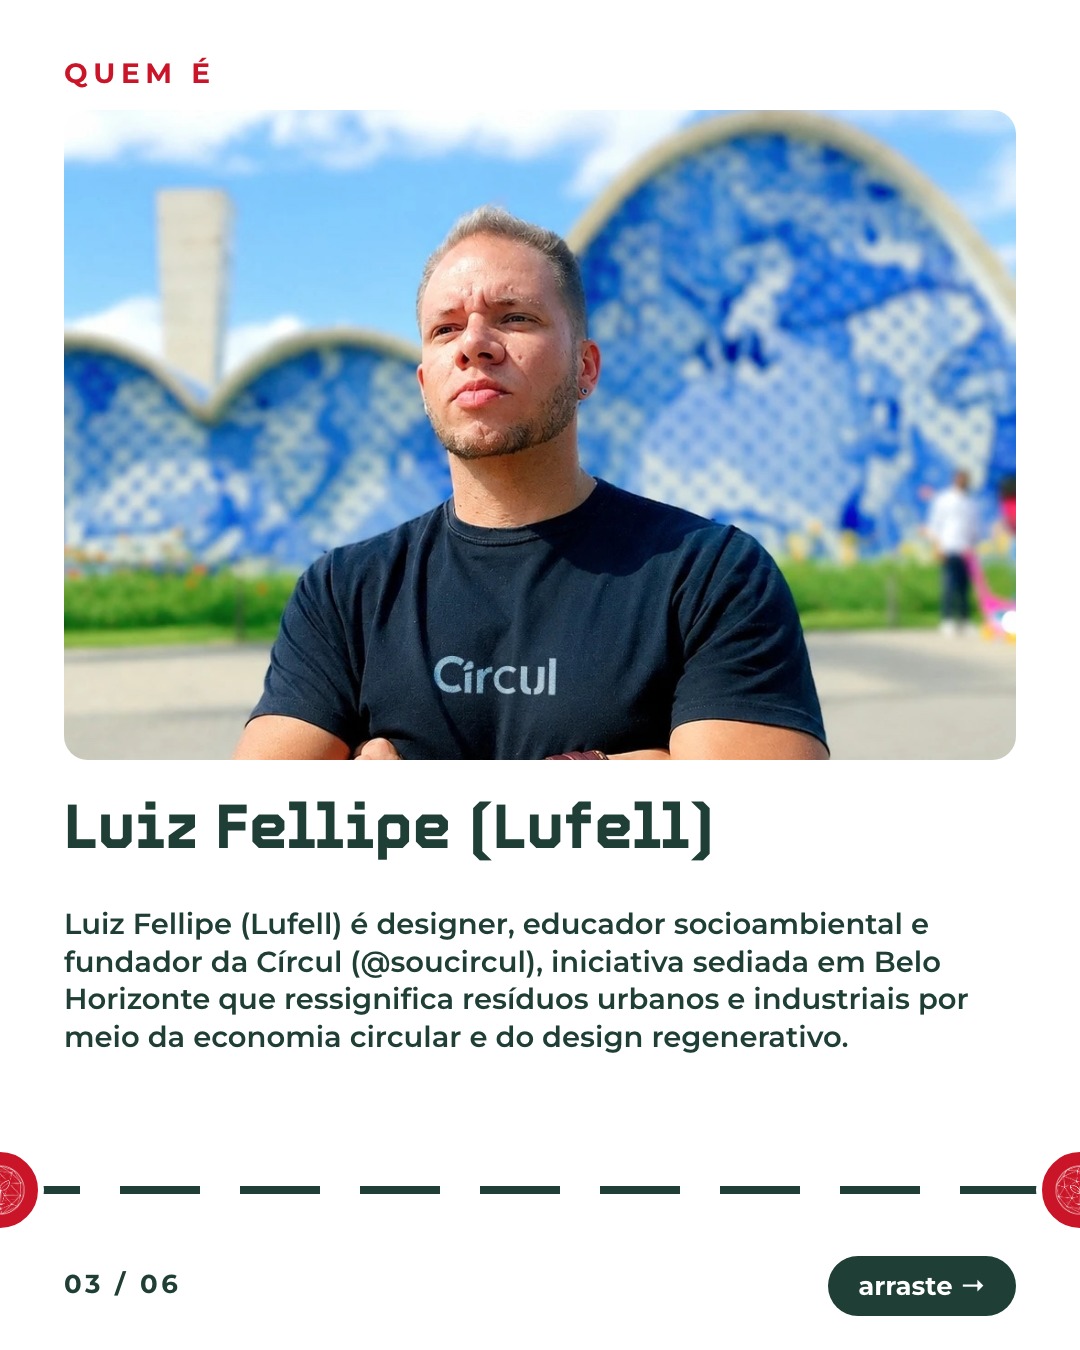 QUEM É
Círcul
Luiz Fellipe (Lufell)
Luiz Fellipe (Lufell) é designer, educador socioambiental e
fundador da Círcul (@soucircul), iniciativa sediada em Belo
Horizonte que ressignifica resíduos urbanos e industriais por
meio da economia circular e do design regenerativo.
03 / 06
arraste →